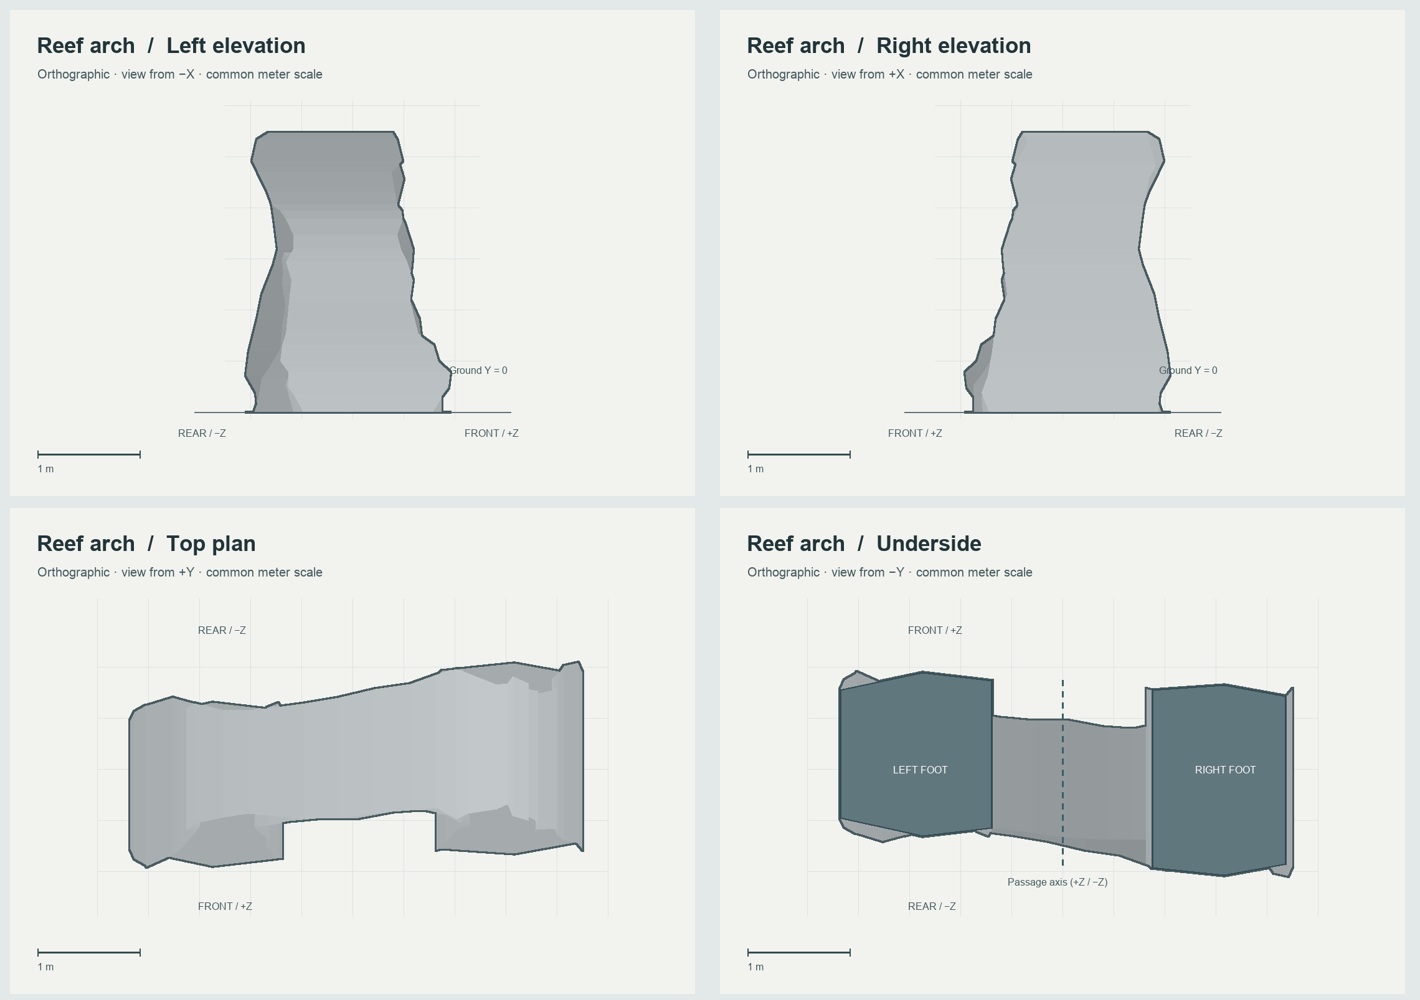 Reef arch / Left elevation
Orthographic · view from −X · common meter scale
Ground Y = 0
REAR / −Z
FRONT / +Z
1 m
Reef arch / Right elevation
Orthographic · view from +X · common meter scale
Ground Y = 0
FRONT / +Z
REAR / −Z
1 m
Reef arch / Top plan
Orthographic · view from +Y · common meter scale
REAR / −Z
FRONT / +Z
1 m
Reef arch / Underside
Orthographic · view from −Y · common meter scale
FRONT / +Z
LEFT FOOT
RIGHT FOOT
Passage axis (+Z / −Z)
REAR / −Z
1 m